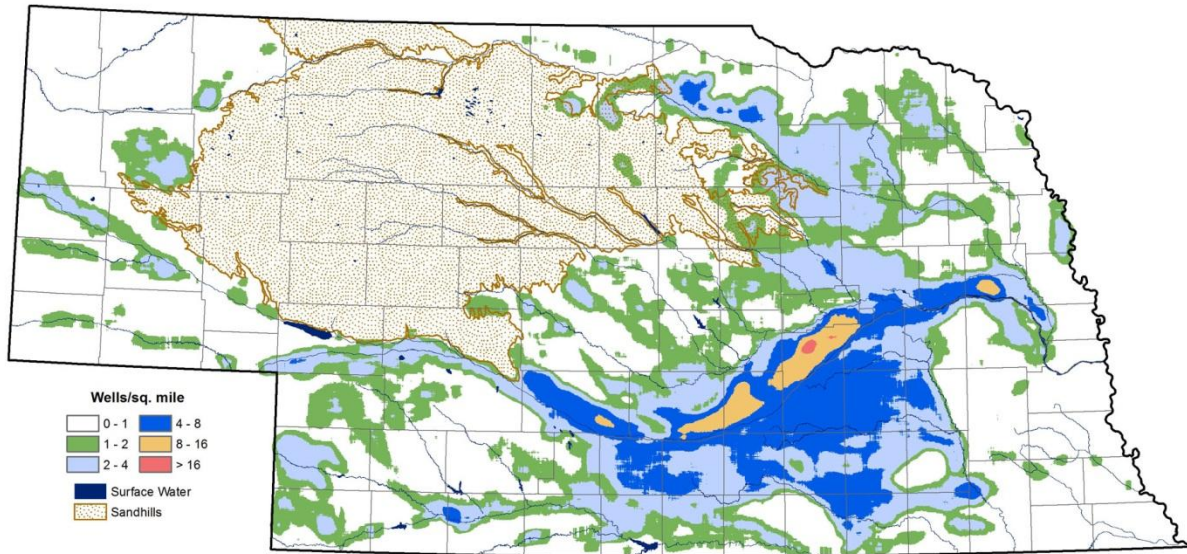 Wells/sq. mile
0 - 1
4 - 8
1 - 2
8 - 16
2 - 4
> 16
Surface Water
Sandhills